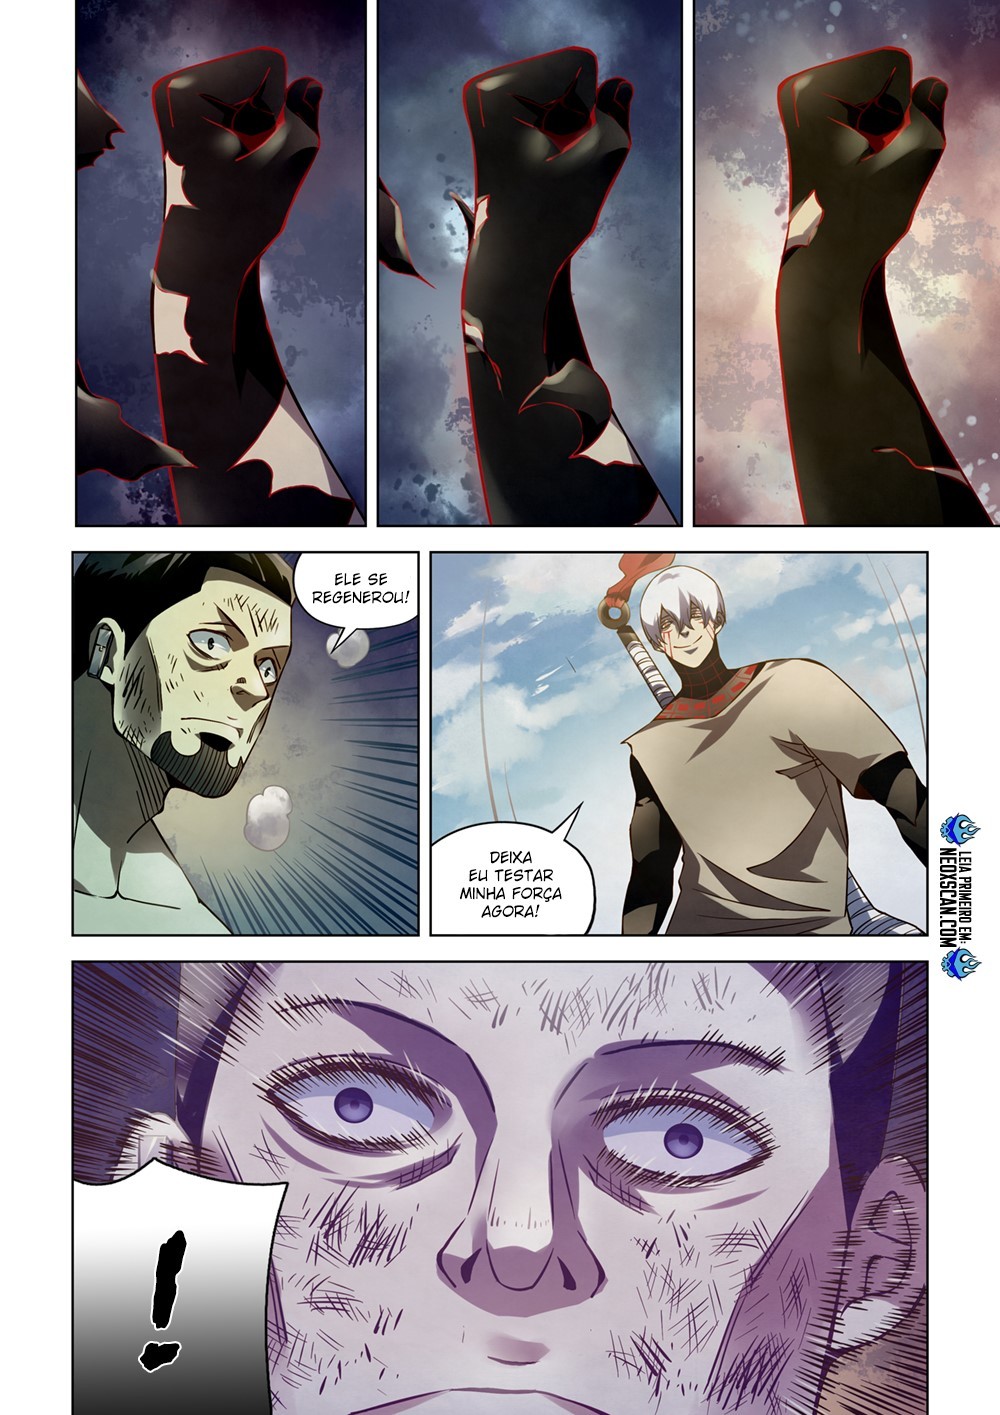 ELE SE
REGENEROU!
DEIXA
EU TESTAR
MINHA FORÇA
AGORA!
LEIA PRIMEIRO EM:
NEOXSCAN.COM
!